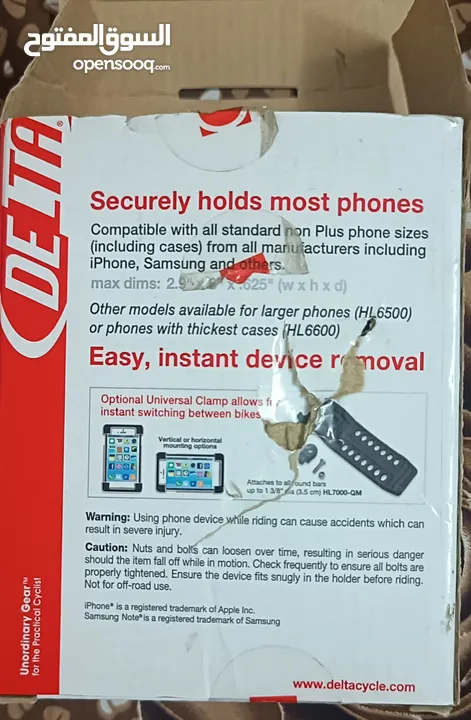 السوق المفتوح
opensooq.com
DELTA®
Securely holds most phones
Compatible with all standard non Plus phone sizes
(including cases) from all manufacturers including
iPhone, Samsung and others.
max dims: 2.9" x x .625" (w x h x d)
Other models available for larger phones (HL6500)
or phones with thickest cases (HL6600)
Easy, instant device removal
Optional Universal Clamp allows for
instant switching between bikes
Vertical or horizontal
mounting options
Attaches to all round bars
up to 1 3/8" dia (3.5 cm) HL7000-QM
Warning: Using phone device while riding can cause accidents which can
result in severe injury.
Caution: Nuts and bolts can loosen over time, resulting in serious danger
should the item fall off while in motion. Check frequently to ensure all bolts are
properly tightened. Ensure the device fits snugly in the holder before riding.
Not for off-road use.
iPhone® is a registered trademark of Apple Inc.
Samsung Note® is a registered trademark of Samsung
Unordinary Gear™
for the Practical Cyclist
www.deltacycle.com